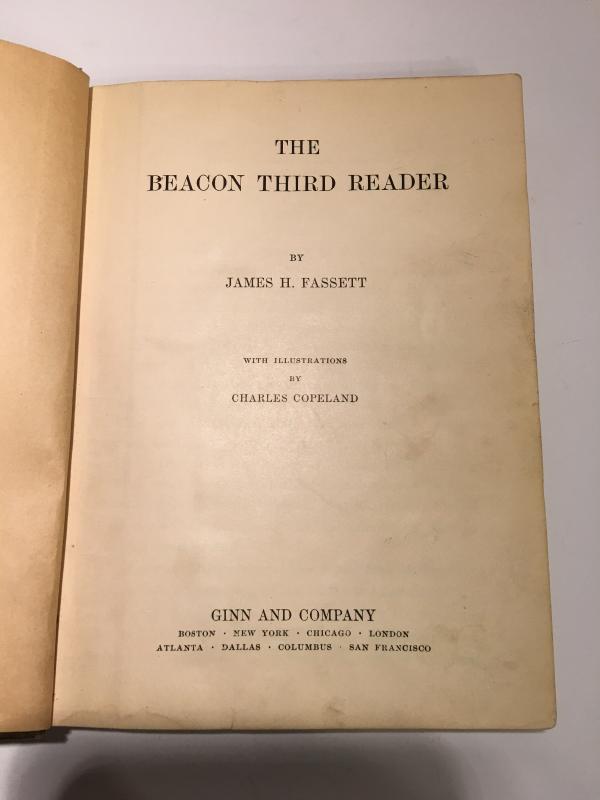 THE
BEACON THIRD READER
BY
JAMES H. FASSETT
WITH ILLUSTRATIONS
BY
CHARLES COPELAND
GINN AND COMPANY
BOSTON · NEW YORK · CHICAGO · LONDON
ATLANTA · DALLAS · COLUMBUS · SAN FRANCISCO